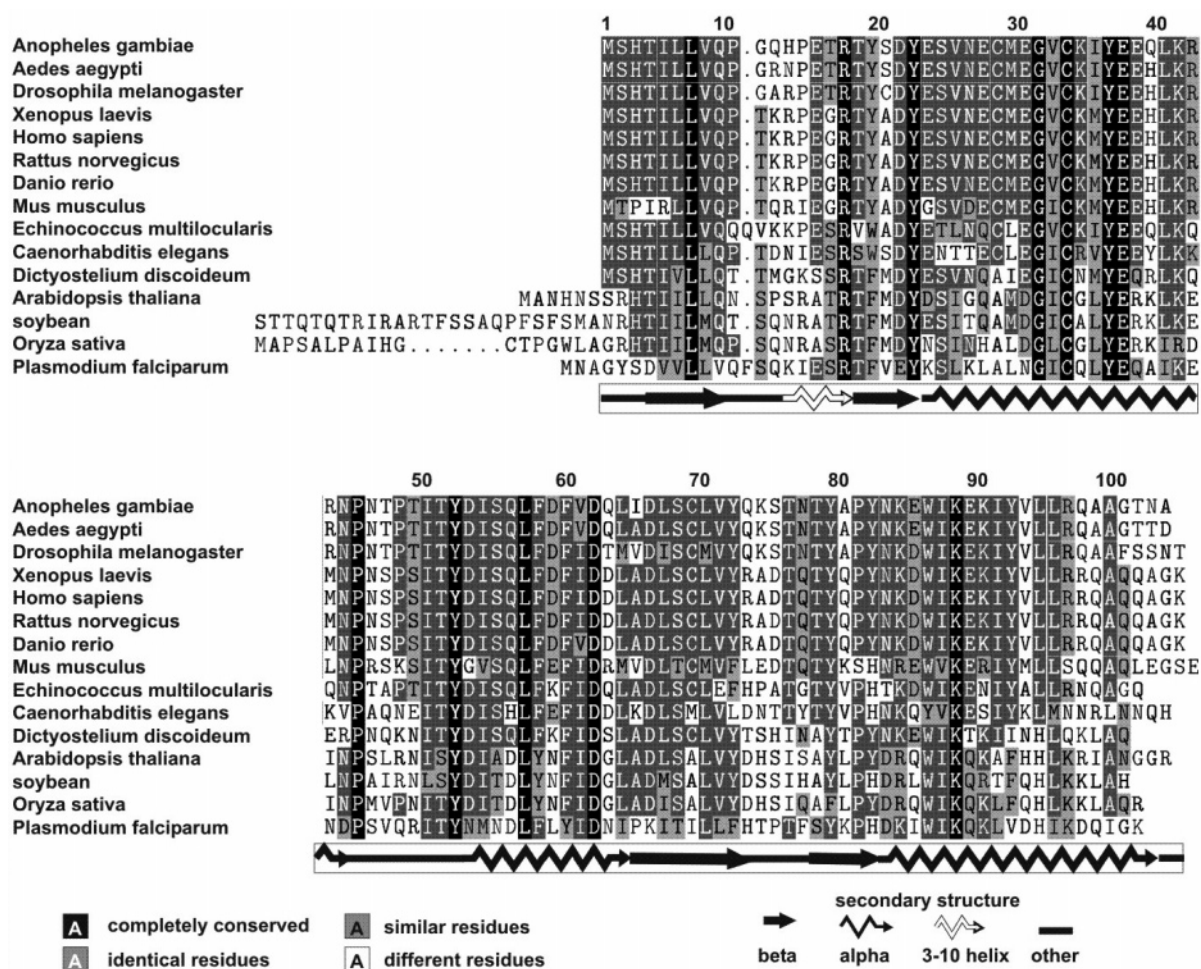 1 10 20 30 40
Anopheles gambiae MSHTILLVQP.GQHPETRTYSDYESVNECMEGVCKIYEEQLKR
Aedes aegypti MSHTILLVQP.GRNPETRTYSDYESVNECMEGVCKIYEEHLKR
Drosophila melanogaster MSHTILLVQP.GARPETRTYCDYESVNECMEGVCKIYEEHLKR
Xenopus laevis MSHTILLVQP.TKRPEGRTYADYESVNECMEGVCKMYEEHLKR
Homo sapiens MSHTILLVQP.TKRPEGRTYADYESVNECMEGVCKMYEEHLKR
Rattus norvegicus MSHTILLVQP.TKRPEGRTYADYESVNECMEGVCKMYEEHLKR
Danio rerio MSHTILLVQP.TKRPEGRTYADYESVNECMEGICKMYEEHLKR
Mus musculus MTPIRLLVQP.TQRIEGRTYADYGSVDECMEGVCKMYEEHLKR
Echinococcus multilocularis MSHTILLVQPQQVKKPESRVWADYETLNQCLEGVCKIYEEQLKQ
Caenorhabditis elegans MSHTILLLQP.TDNIESRSWSDYENTTECLEGICRVYEEYLKK
Dictyostelium discoideum MSHTIVLLQT.TMGKSSRTFMDYESVNQAIEGICNMYEQRLKQ
Arabidopsis thaliana MANHNSSRHTIILLQN.SPSRATRTFMDYDSIGQAMDGICGLYERKLKE
soybean STTQTQTRIRARTFSSAQPFSFSMANRHTIILMQT.SQNRATRTFMDYESITQAMDGICALYERKLKE
Oryza sativa MAPSALPAIHG.......CTPGWLAGRHTIILMQP.SQNRASRTFMDYNSINHALDGLCGLYERKIRD
Plasmodium falciparum MNAGYSDVVLLVQFSQKIESRTFVEYKSLKLALNGICQLYEQAIKE
50 60 70 80 90 100
Anopheles gambiae RNPNTPTITYDISQLFDFVDQLIDLSCLVYQKSTNTYAPYNKEWIKEKIYVLLRQAAGTNA
Aedes aegypti RNPNTPTITYDISQLFDFVDQLADLSCLVYQKSTNTYAPYNKEWIKEKIYVLLRQAAGTTD
Drosophila melanogaster RNPNTPTITYDISQLFDFIDTMVDISCMVYQKSTNTYAPYNKDWIKEKIYVLLRQAAFSSNT
Xenopus laevis MNPNSPSITYDISQLFDFIDDLADLSCLVYRADTQTYQPYNKDWIKEKIYVLLRRQAQQAGK
Homo sapiens MNPNSPSITYDISQLFDFIDDLADLSCLVYRADTQTYQPYNKDWIKEKIYVLLRRQAQQAGK
Rattus norvegicus MNPNSPSITYDISQLFDFIDDLADLSCLVYRADTQTYQPYNKDWIKEKIYVLLRRQAQQAGK
Danio rerio MNPNSPSITYDISQLFDFVDDLADLSCLVYRADTQTYQPYNKDWIKEKIYVLLRRQAQQAGK
Mus musculus LNPRSKSITYGVSQLFEFIDRMVDLTCMVFLEDTQTYKSHNREWVKERIYMLLSQQAQLEGSE
Echinococcus multilocularis QNPTAPTITYDISQLFKFIDQLADLSCLEFHPATGTYVPHTKDWIKENIYALLRNQAGQ
Caenorhabditis elegans KVPAQNEITYDISHLFEFIDDLKDLSMLVLDNTTYTYVPHNKQYVKESIYKLMNNRLNNQH
Dictyostelium discoideum ERPNQKNITYDISQLFDFIDSLADLSCLVYTSHINAYTPYNKEWIKTKIINHLQKLAQ
Arabidopsis thaliana INPSLRNISYDIADLYNFIDGLADLSALVYDHSISAYLPYDRQWIKQKAFHHLKRIANGGR
soybean LNPAIRNLSYDITDLYNFIDGLADMSALVYDSSIHAYLPHDRLWIKQRTFQHLKKLAH
Oryza sativa INPMVPNITYDITDLYNFIDGLADISALVYDHSIQAFLPYDRQWIKQKLFQHLKKLAQR
Plasmodium falciparum NDPSVQRITYNMNDLFLYIDNIPKITILLFHTPTFSYKPHDKIWIKQKLVDHIKDQIGK
A completely conserved A similar residues secondary structure
A identical residues A different residues beta alpha 3-10 helix other